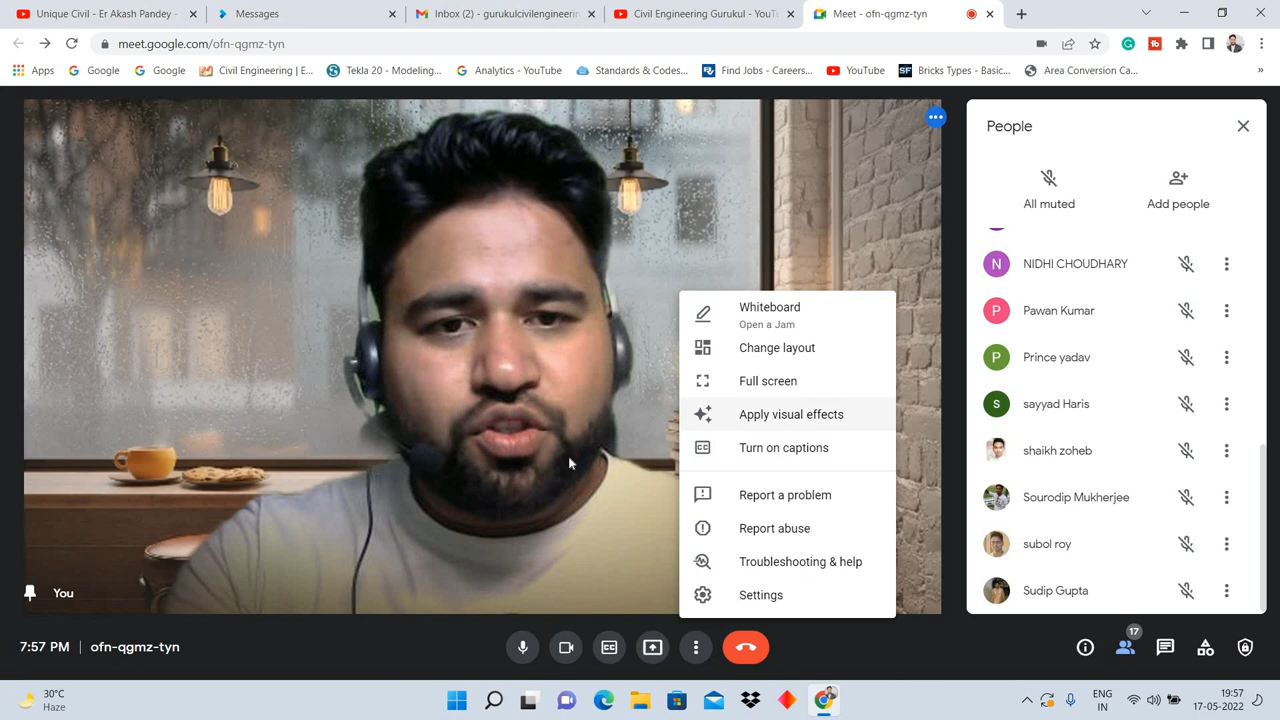 Unique Civil - Er Akash Pandey -
Messages
Inbox (2) - gurukulcivilengineerin
Civil Engineering Gurukul - YouT
Meet - ofn-qgmz-tyn
meet.google.com/ofn-qgmz-tyn
Apps
Google
Google
Civil Engineering | E...
Tekla 20 - Modeling...
Analytics - YouTube
Standards & Codes...
Find Jobs - Careers...
YouTube
SF
Bricks Types - Basic...
Area Conversion Ca...
»
People
All muted
Add people
N NIDHI CHOUDHARY
P Pawan Kumar
P Prince yadav
s sayyad Haris
shaikh zoheb
Sourodip Mukherjee
subol roy
Sudip Gupta
Whiteboard
Open a Jam
Change layout
Full screen
Apply visual effects
CC Turn on captions
Report a problem
Report abuse
Troubleshooting & help
Settings
You
7:57 PM | ofn-qgmz-tyn
CC
17
30°C
Haze
ENG
IN
19:57
17-05-2022